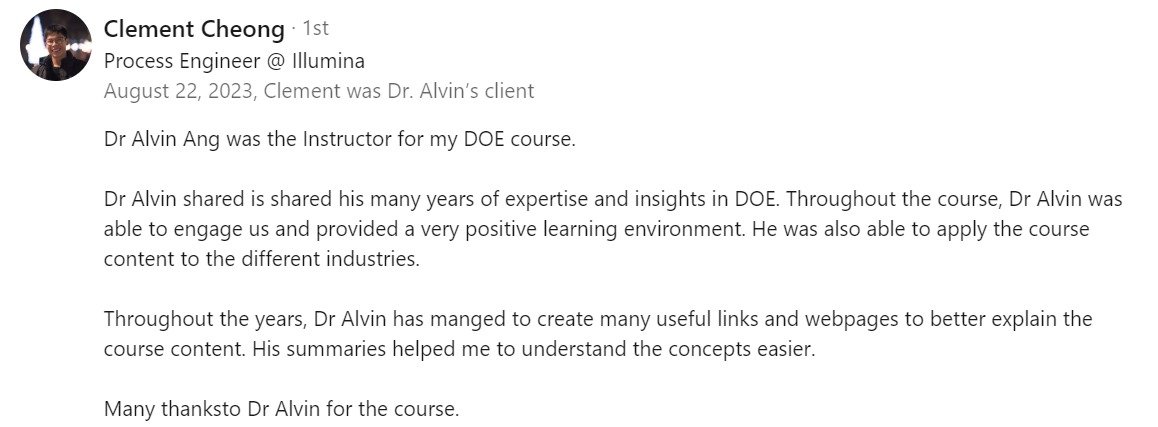 Clement Cheong · 1st
Process Engineer @ Illumina
August 22, 2023, Clement was Dr. Alvin's client
Dr Alvin Ang was the Instructor for my DOE course.
Dr Alvin shared is shared his many years of expertise and insights in DOE. Throughout the course, Dr Alvin was
able to engage us and provided a very positive learning environment. He was also able to apply the course
content to the different industries.
Throughout the years, Dr Alvin has manged to create many useful links and webpages to better explain the
course content. His summaries helped me to understand the concepts easier.
Many thanksto Dr Alvin for the course.